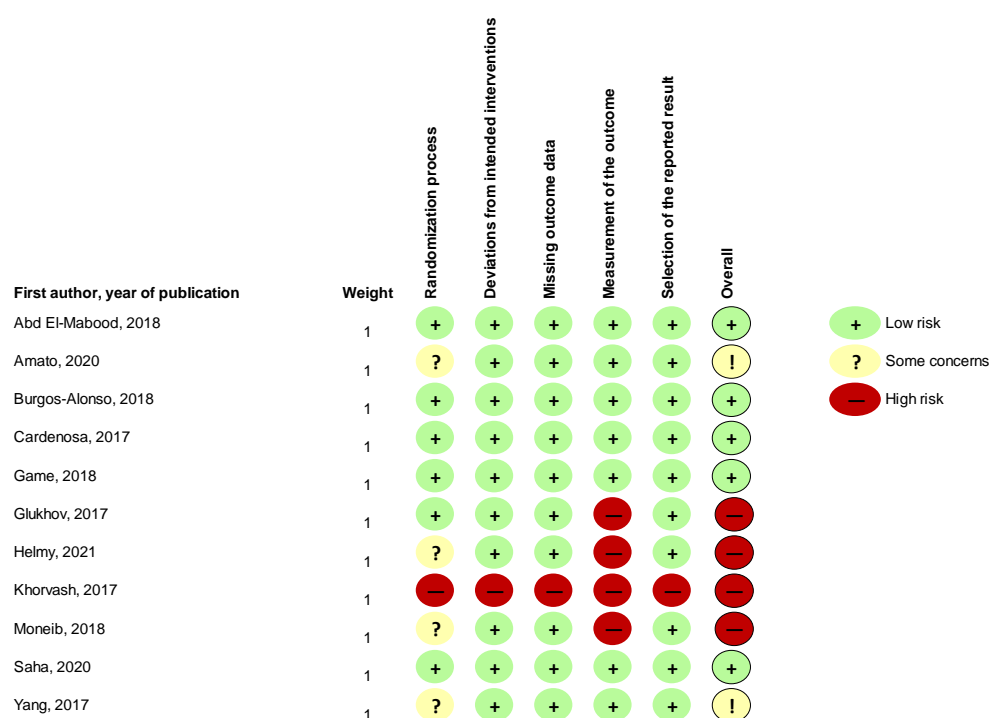 Randomization process
Deviations from intended interventions
Missing outcome data
Measurement of the outcome
Selection of the reported result
Overall
First author, year of publication Weight
Abd El-Mabood, 2018 1 + + + + + + + Low risk
Amato, 2020 1 ? + + + + ! ? Some concerns
Burgos-Alonso, 2018 1 + + + + + + — High risk
Cardenosa, 2017 1 + + + + + +
Game, 2018 1 + + + + + +
Glukhov, 2017 1 + + + — + —
Helmy, 2021 1 ? + + — + —
Khorvash, 2017 1 — — — — — —
Moneib, 2018 1 ? + + — + —
Saha, 2020 1 + + + + + +
Yang, 2017 1 ? + + + + !